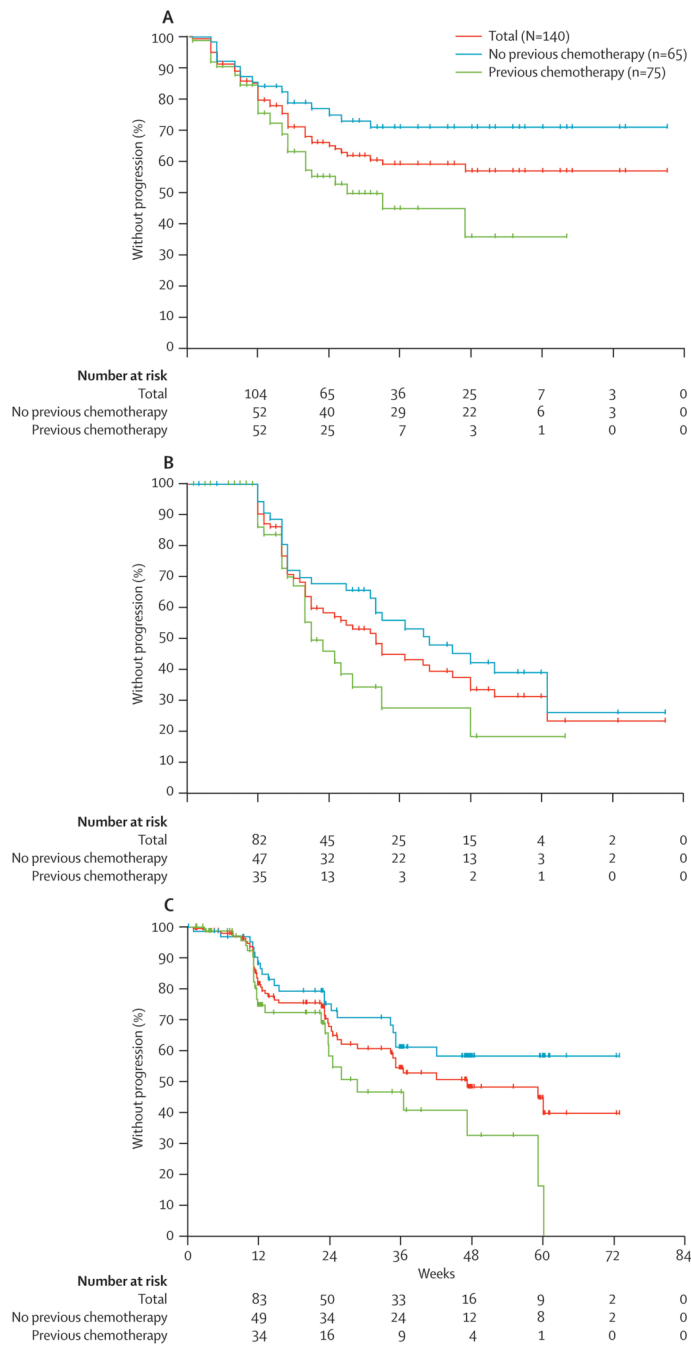 A
Total (N=140)
No previous chemotherapy (n=65)
Previous chemotherapy (n=75)
Without progression (%)
100
90
80
70
60
50
40
30
20
10
0
Number at risk
Total 104 65 36 25 7 3 0
No previous chemotherapy 52 40 29 22 6 3 0
Previous chemotherapy 52 25 7 3 1 0 0
B
Without progression (%)
100
90
80
70
60
50
40
30
20
10
0
Number at risk
Total 82 45 25 15 4 2 0
No previous chemotherapy 47 32 22 13 3 2 0
Previous chemotherapy 35 13 3 2 1 0 0
C
Without progression (%)
100
90
80
70
60
50
40
30
20
10
0
0 12 24 36 48 60 72 84
Weeks
Number at risk
Total 83 50 33 16 9 2 0
No previous chemotherapy 49 34 24 12 8 2 0
Previous chemotherapy 34 16 9 4 1 0 0